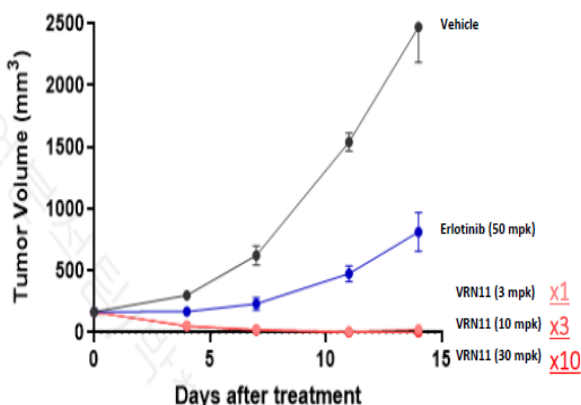 2500
2000
1500
1000
500
0
Tumor Volume (mm³)
0 5 10 15
Days after treatment
Vehicle
Erlotinib (50 mpk)
VRN11 (3 mpk) x1
VRN11 (10 mpk) x3
VRN11 (30 mpk) x10